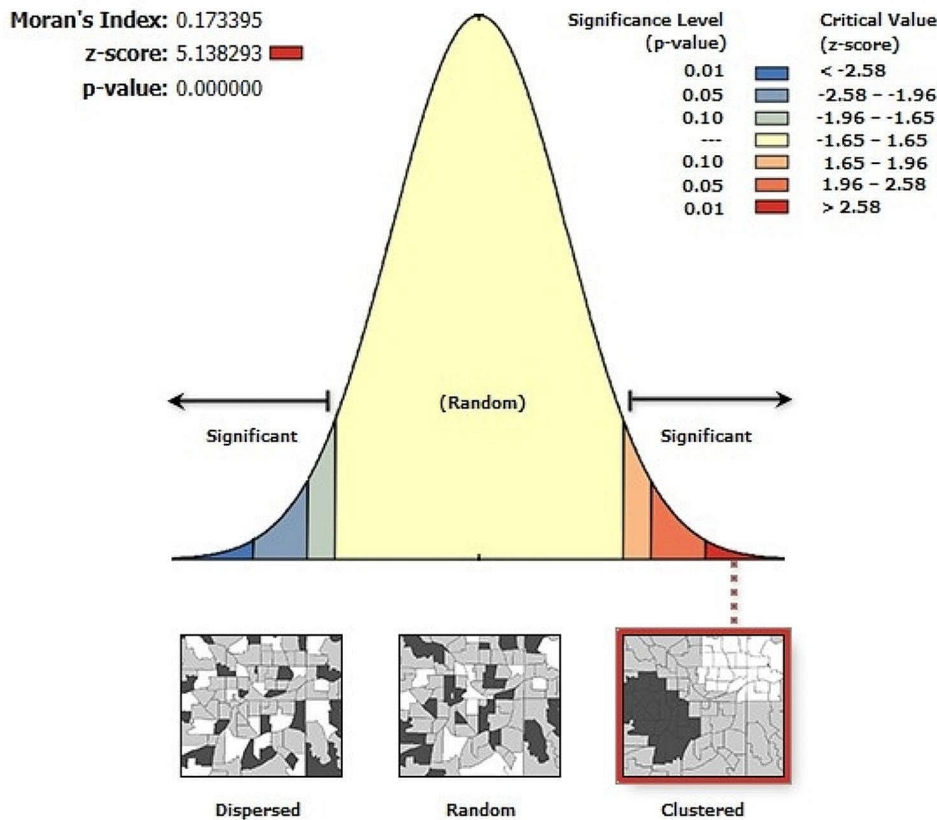 Moran's Index: 0.173395
z-score: 5.138293
p-value: 0.000000
Significance Level
(p-value)
Critical Value
(z-score)
0.01 < -2.58
0.05 -2.58 – -1.96
0.10 -1.96 – -1.65
--- -1.65 – 1.65
0.10 1.65 – 1.96
0.05 1.96 – 2.58
0.01 > 2.58
(Random)
Significant
Significant
Dispersed
Random
Clustered